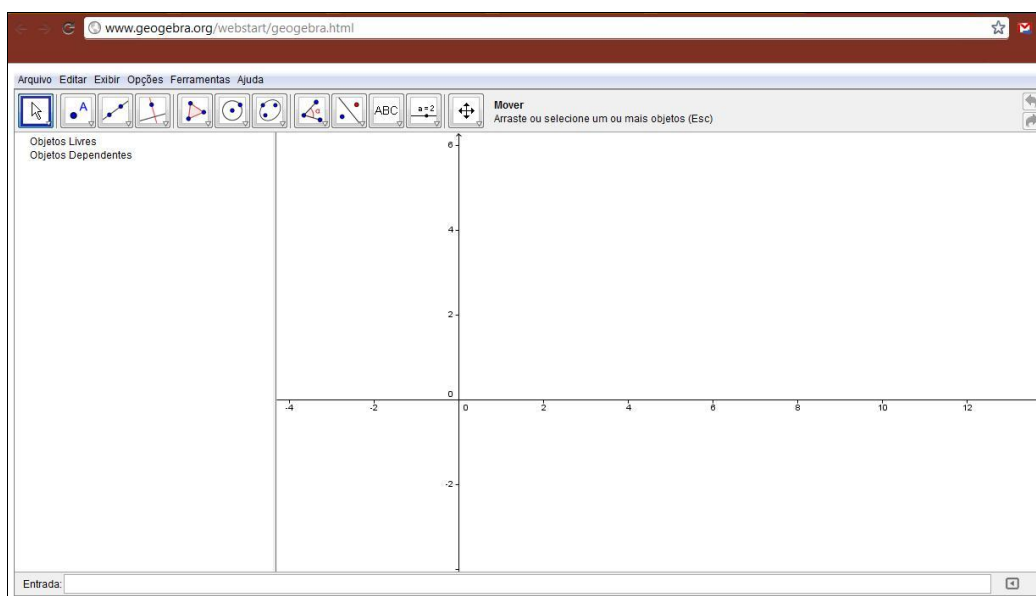 www.geogebra.org/webstart/geogebra.html
Arquivo Editar Exibir Opções Ferramentas Ajuda
A
α
ABC
a = 2
Mover
Arraste ou selecione um ou mais objetos (Esc)
Objetos Livres
Objetos Dependentes
6
4
2
0
-4 -2 0 2 4 6 8 10 12
-2
Entrada: